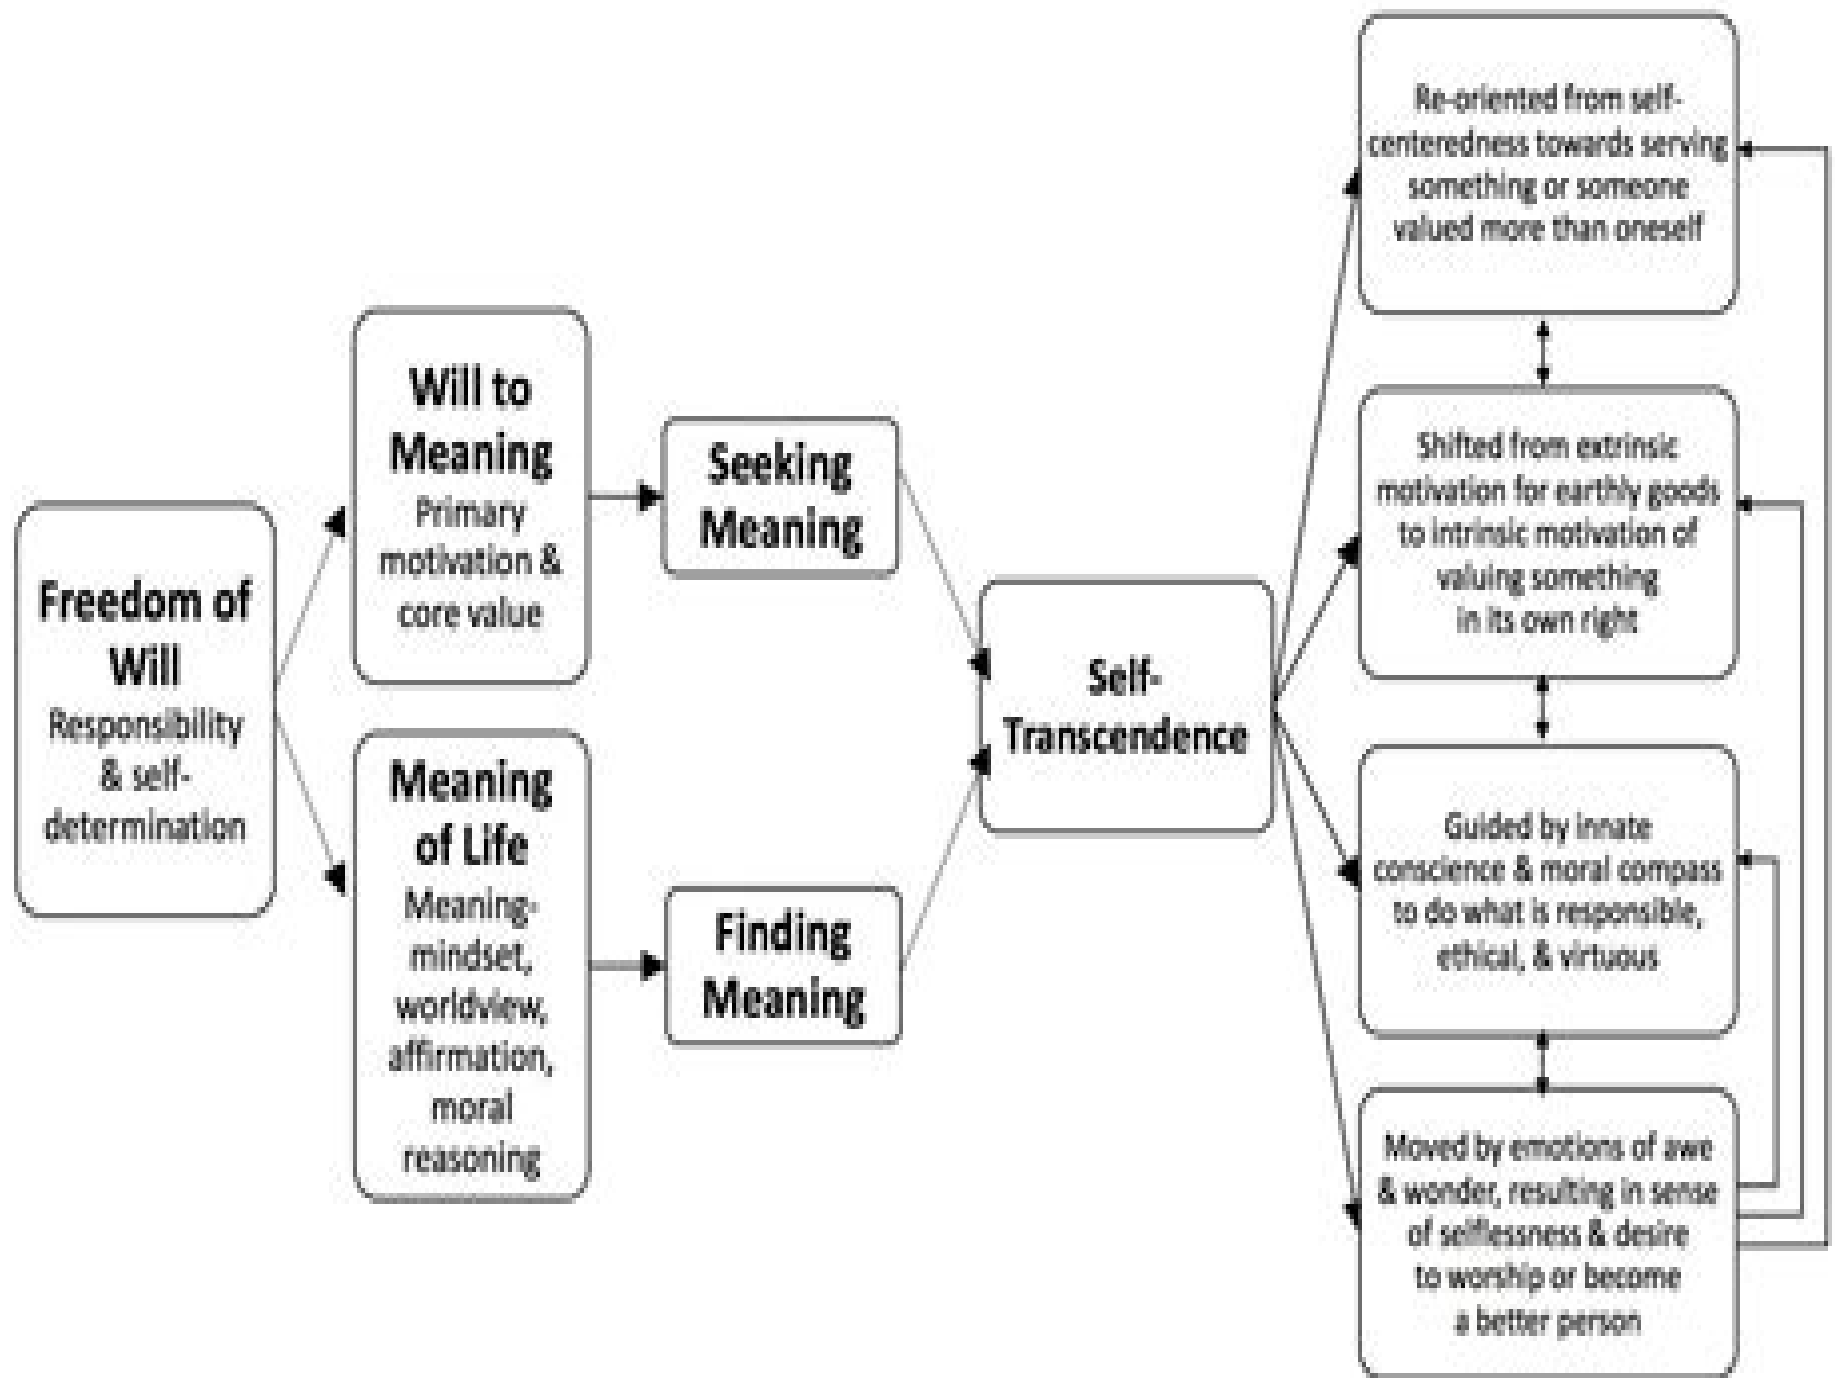 Freedom of
Will
Responsibility
& self-
determination
Will to
Meaning
Primary
motivation &
core value
Meaning
of Life
Meaning-
mindset,
worldview,
affirmation,
moral
reasoning
Seeking
Meaning
Finding
Meaning
Self-
Transcendence
Re-oriented from self-
centeredness towards serving
something or someone
valued more than oneself
Shifted from extrinsic
motivation for earthly goods
to intrinsic motivation of
valuing something
in its own right
Guided by innate
conscience & moral compass
to do what is responsible,
ethical, & virtuous
Moved by emotions of awe
& wonder, resulting in sense
of selflessness & desire
to worship or become
a better person